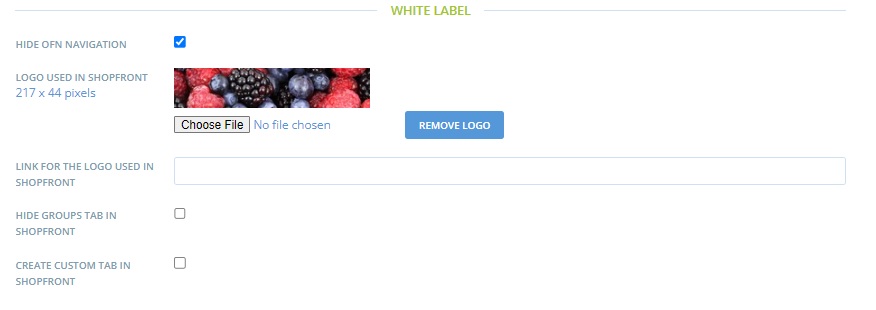 WHITE LABEL
HIDE OFN NAVIGATION
LOGO USED IN SHOPFRONT
217 x 44 pixels
Choose File No file chosen
REMOVE LOGO
LINK FOR THE LOGO USED IN
SHOPFRONT
HIDE GROUPS TAB IN
SHOPFRONT
CREATE CUSTOM TAB IN
SHOPFRONT